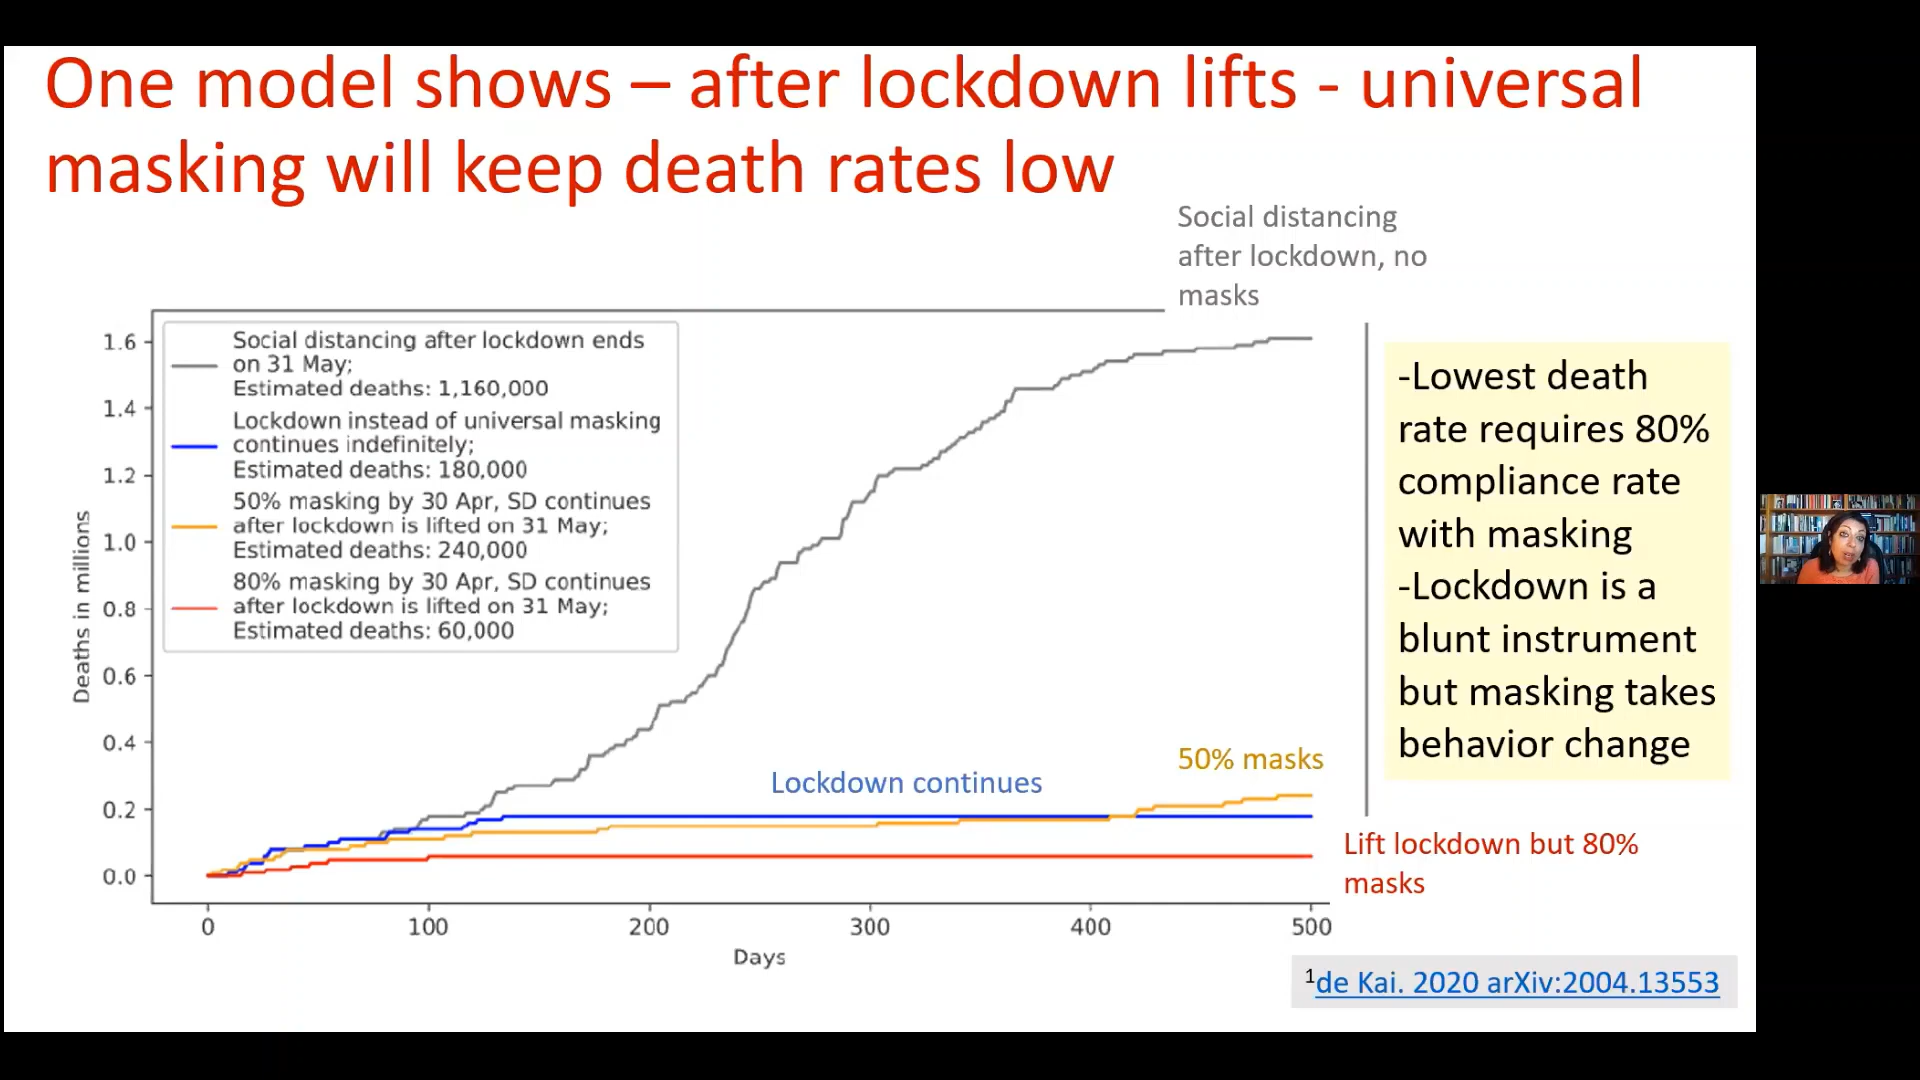 One model shows – after lockdown lifts - universal
masking will keep death rates low
Social distancing
after lockdown, no
masks
Social distancing after lockdown ends
on 31 May;
Estimated deaths: 1,160,000
Lockdown instead of universal masking
continues indefinitely;
Estimated deaths: 180,000
50% masking by 30 Apr, SD continues
after lockdown is lifted on 31 May;
Estimated deaths: 240,000
80% masking by 30 Apr, SD continues
after lockdown is lifted on 31 May;
Estimated deaths: 60,000
Deaths in millions
1.6
1.4
1.2
1.0
0.8
0.6
0.4
0.2
0.0
0
100
200
300
400
500
Days
Lockdown continues
50% masks
Lift lockdown but 80%
masks
-Lowest death
rate requires 80%
compliance rate
with masking
-Lockdown is a
blunt instrument
but masking takes
behavior change
1de Kai. 2020 arXiv:2004.13553